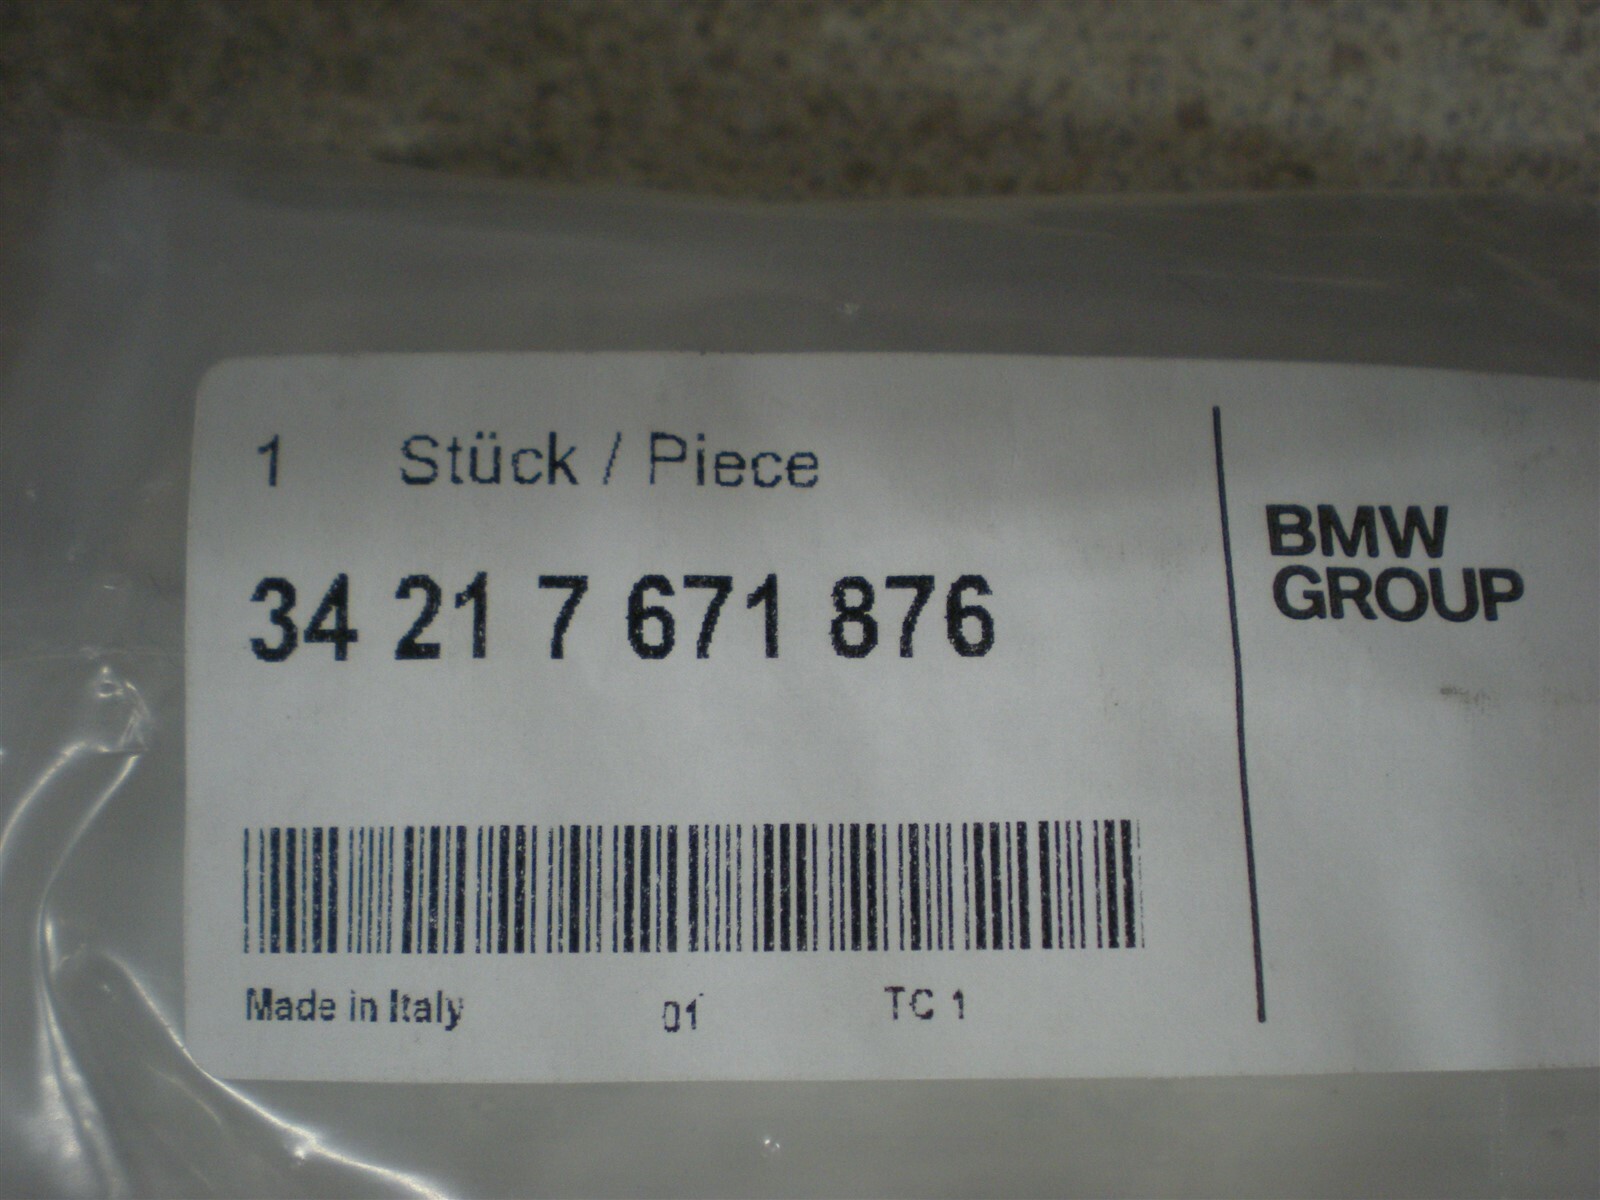 1 Stück / Piece
34 21 7 671 876
BMW
GROUP
Made in Italy 01 TC 1